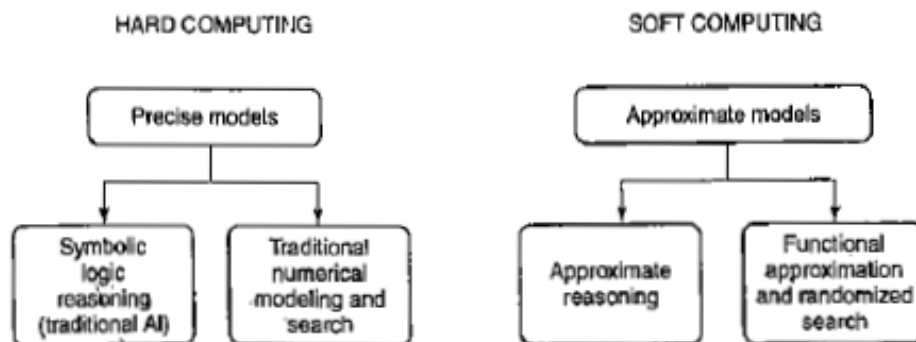 HARD COMPUTING
Precise models
Symbolic
logic
reasoning
(traditional AI)
Traditional
numerical
modeling and
search
SOFT COMPUTING
Approximate models
Approximate
reasoning
Functional
approximation
and randomized
search